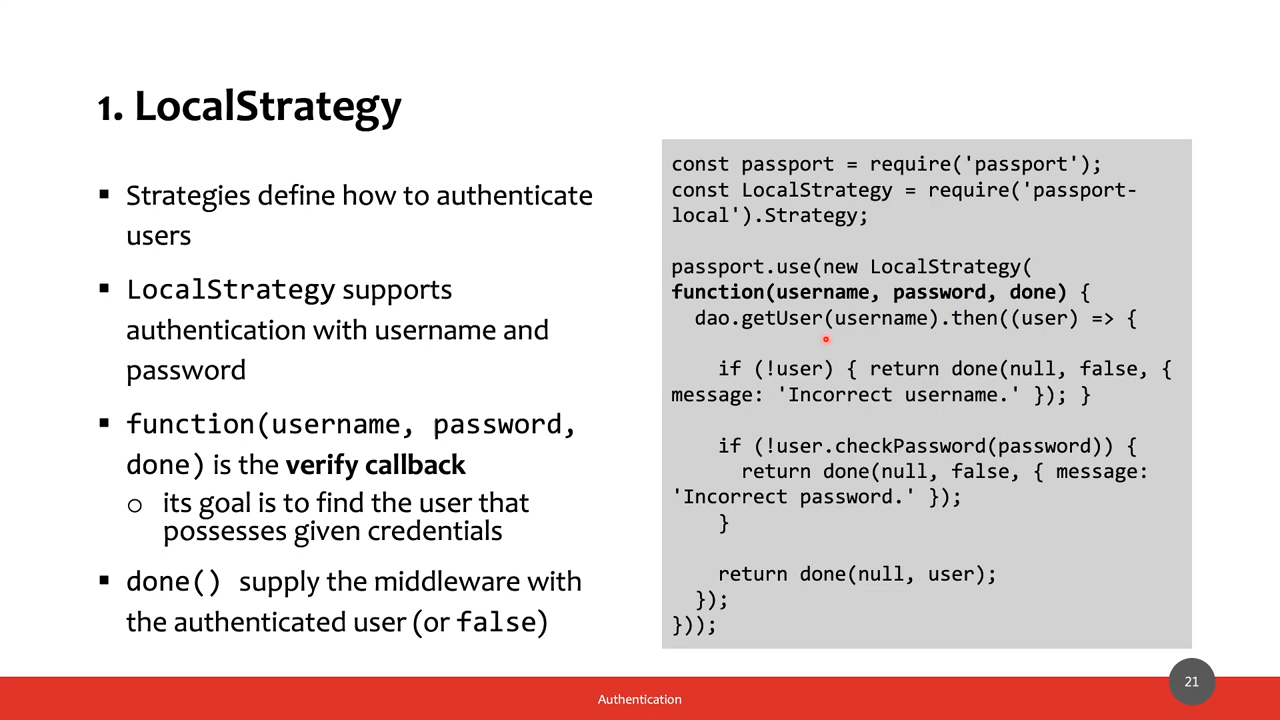 1. LocalStrategy
▪ Strategies define how to authenticate
users
▪ LocalStrategy supports
authentication with username and
password
▪ function(username, password,
done) is the verify callback
o its goal is to find the user that
possesses given credentials
▪ done() supply the middleware with
the authenticated user (or false)
const passport = require('passport');
const LocalStrategy = require('passport-
local').Strategy;
passport.use(new LocalStrategy(
function(username, password, done) {
dao.getUser(username).then((user) => {
if (!user) { return done(null, false, {
message: 'Incorrect username.' }); }
if (!user.checkPassword(password)) {
return done(null, false, { message:
'Incorrect password.' });
}
return done(null, user);
});
}));
Authentication
21